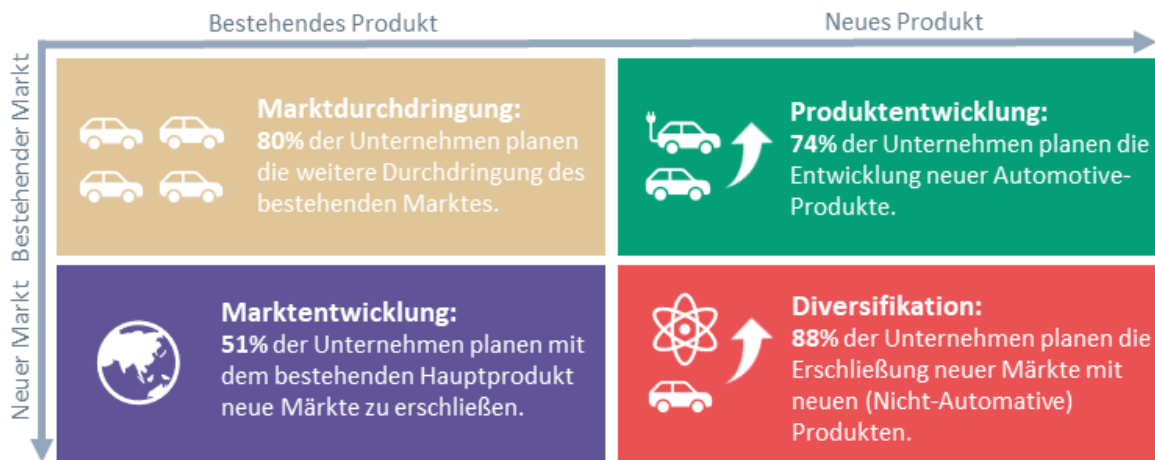 Bestehendes Produkt
Neues Produkt
Bestehender Markt
Marktdurchdringung:
80% der Unternehmen planen
die weitere Durchdringung des
bestehenden Marktes.
Produktentwicklung:
74% der Unternehmen planen die
Entwicklung neuer Automotive-
Produkte.
Neuer Markt
Marktentwicklung:
51% der Unternehmen planen mit
dem bestehenden Hauptprodukt
neue Märkte zu erschließen.
Diversifikation:
88% der Unternehmen planen die
Erschließung neuer Märkte mit
neuen (Nicht-Automative)
Produkten.